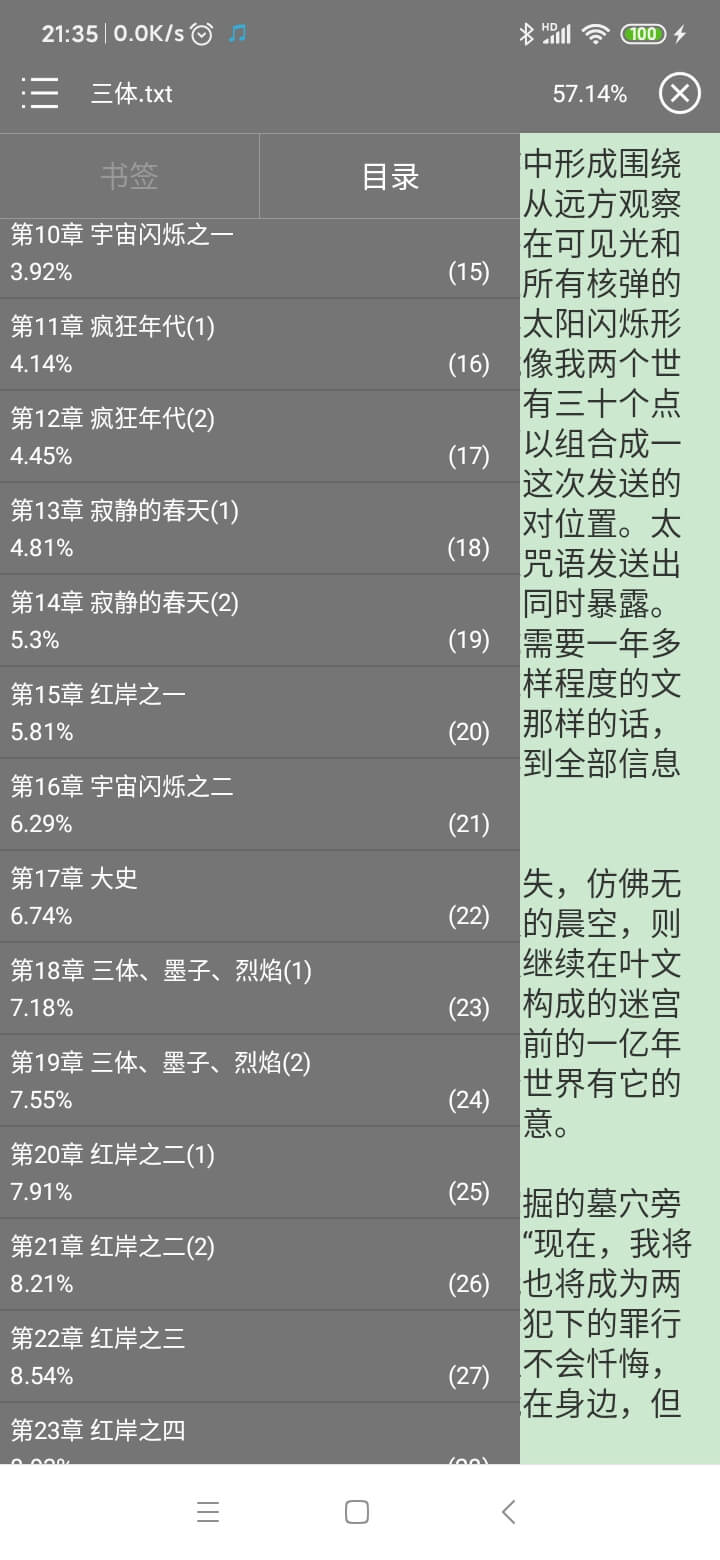 21:35 0.0K/s HD 100
三体.txt 57.14%
书签 目录
第10章 宇宙闪烁之一
3.92% (15)
第11章 疯狂年代(1)
4.14% (16)
第12章 疯狂年代(2)
4.45% (17)
第13章 寂静的春天(1)
4.81% (18)
第14章 寂静的春天(2)
5.3% (19)
第15章 红岸之一
5.81% (20)
第16章 宇宙闪烁之二
6.29% (21)
第17章 大史
6.74% (22)
第18章 三体、墨子、烈焰(1)
7.18% (23)
第19章 三体、墨子、烈焰(2)
7.55% (24)
第20章 红岸之二(1)
7.91% (25)
第21章 红岸之二(2)
8.21% (26)
第22章 红岸之三
8.54% (27)
第23章 红岸之四
中形成围绕
从远方观察
在可见光和
所有核弹的
太阳闪烁形
像我两个世
有三十个点
以组合成一
这次发送的
对位置。太
咒语发送出
同时暴露。
需要一年多
样程度的文
那样的话，
到全部信息
失，仿佛无
的晨空，则
继续在叶文
构成的迷宫
前的一亿年
世界有它的
意。
掘的墓穴旁
“现在，我将
也将成为两
犯下的罪行
不会忏悔，
在身边，但